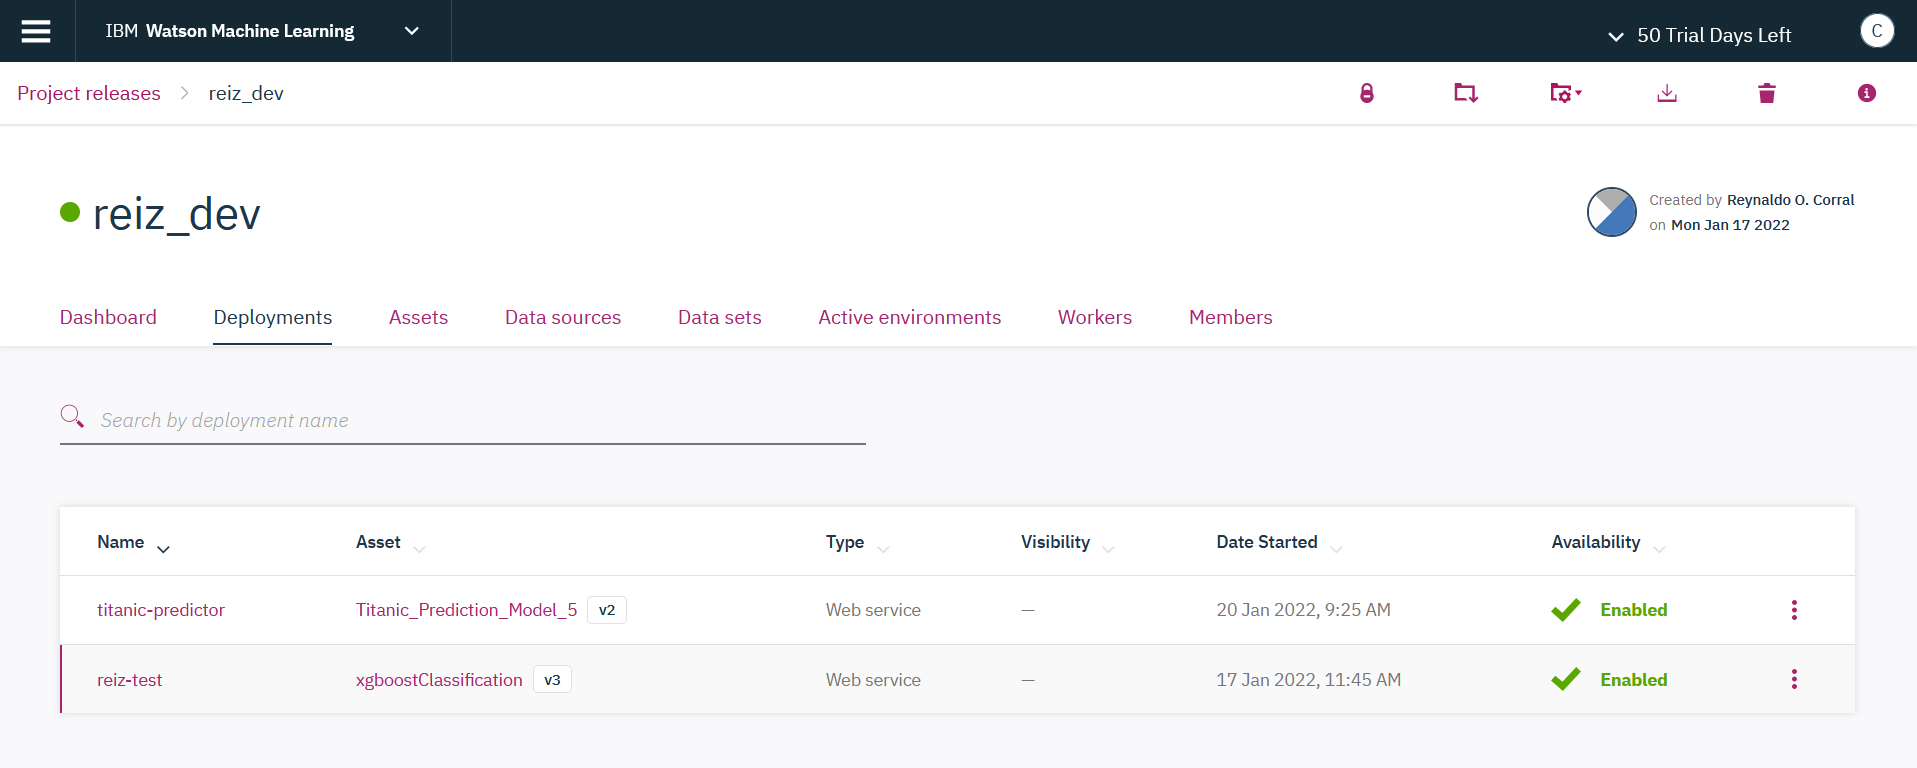 IBM Watson Machine Learning
50 Trial Days Left
C
Project releases > reiz_dev
reiz_dev
Created by Reynaldo O. Corral
on Mon Jan 17 2022
Dashboard Deployments Assets Data sources Data sets Active environments Workers Members
Search by deployment name
Name Asset Type Visibility Date Started Availability
titanic-predictor Titanic_Prediction_Model_5 v2 Web service — 20 Jan 2022, 9:25 AM Enabled
reiz-test xgboostClassification v3 Web service — 17 Jan 2022, 11:45 AM Enabled